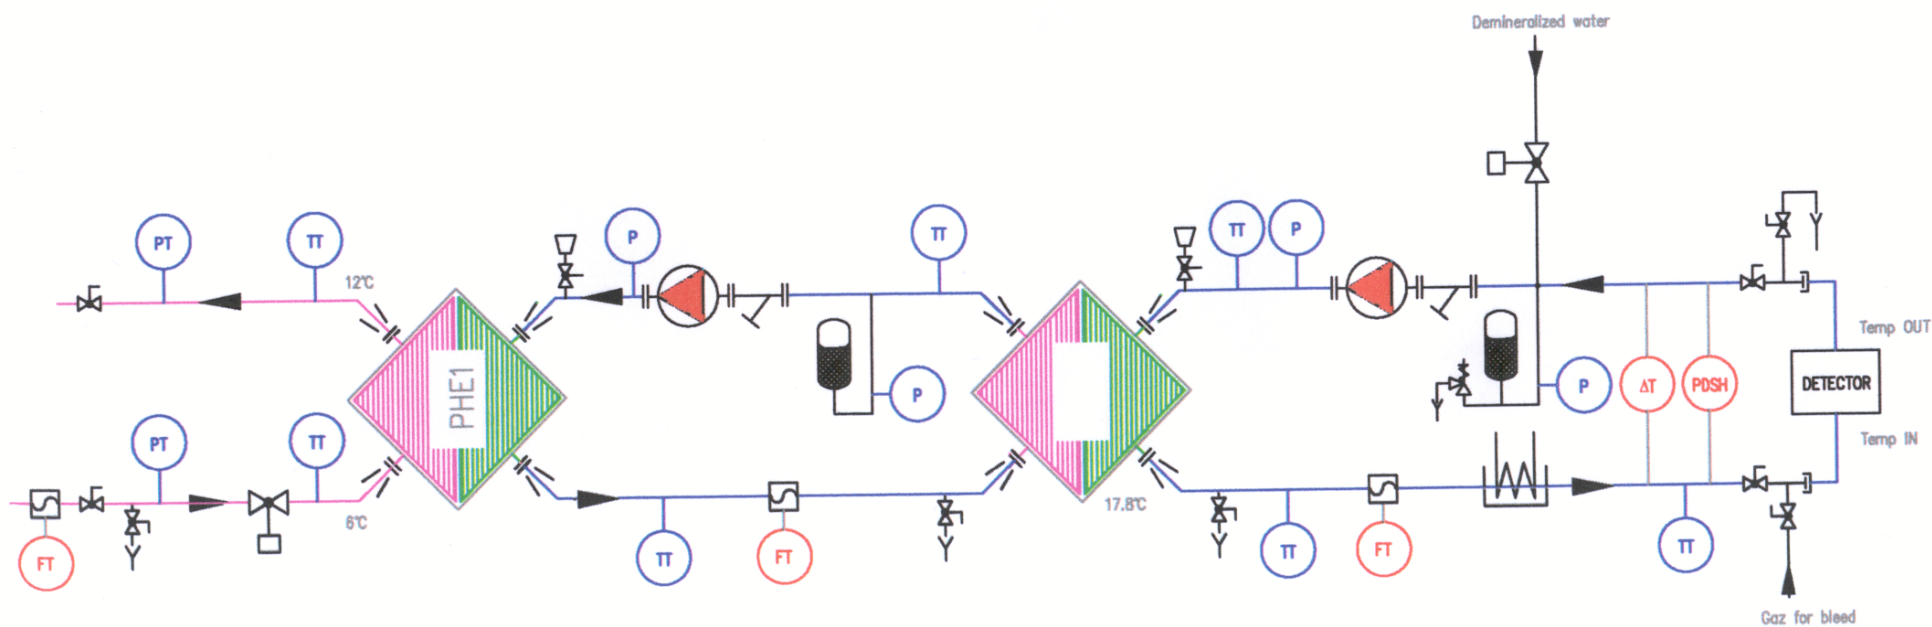 Demineralized water
PT
TT
P
TT
TT
P
12℃
Temp OUT
PHE1
P
P
ΔT
PDSH
DETECTOR
Temp IN
PT
TT
6℃
17.8℃
FT
TT
FT
TT
FT
TT
Gaz for bleed